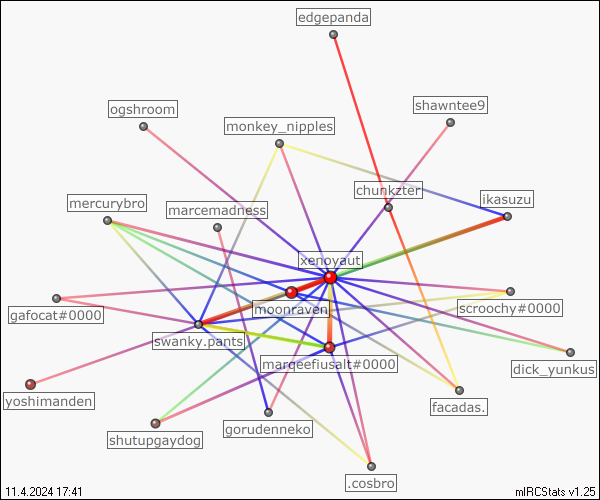 edgepanda
shawntee9
ogshroom
monkey_nipples
chunkzter
ikasuzu
mercurybro
marcemadness
xenoyaut
moonraven
gafocat#0000
scroochy#0000
swanky.pants
marqeefiusalt#0000
dick_yunkus
yoshimanden
facadas.
gorudenneko
shutupgaydog
.cosbro
11.4.2024 17:41
mIRCStats v1.25